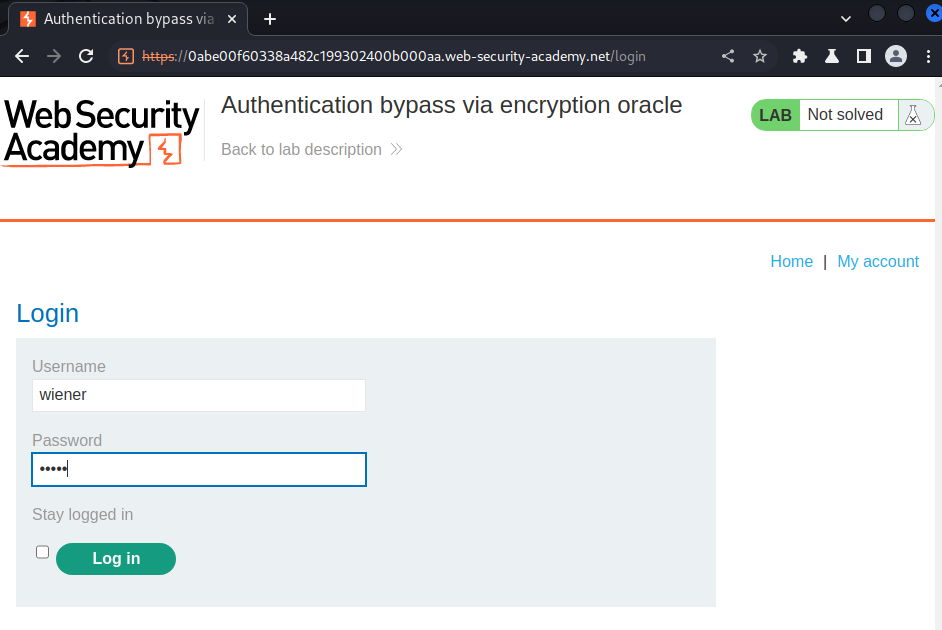 Authentication bypass via
https://0abe00f60338a482c199302400b000aa.web-security-academy.net/login
Web Security
Academy
Authentication bypass via encryption oracle
Back to lab description
LAB Not solved
Home | My account
Login
Username
wiener
Password
•••••
Stay logged in
Log in